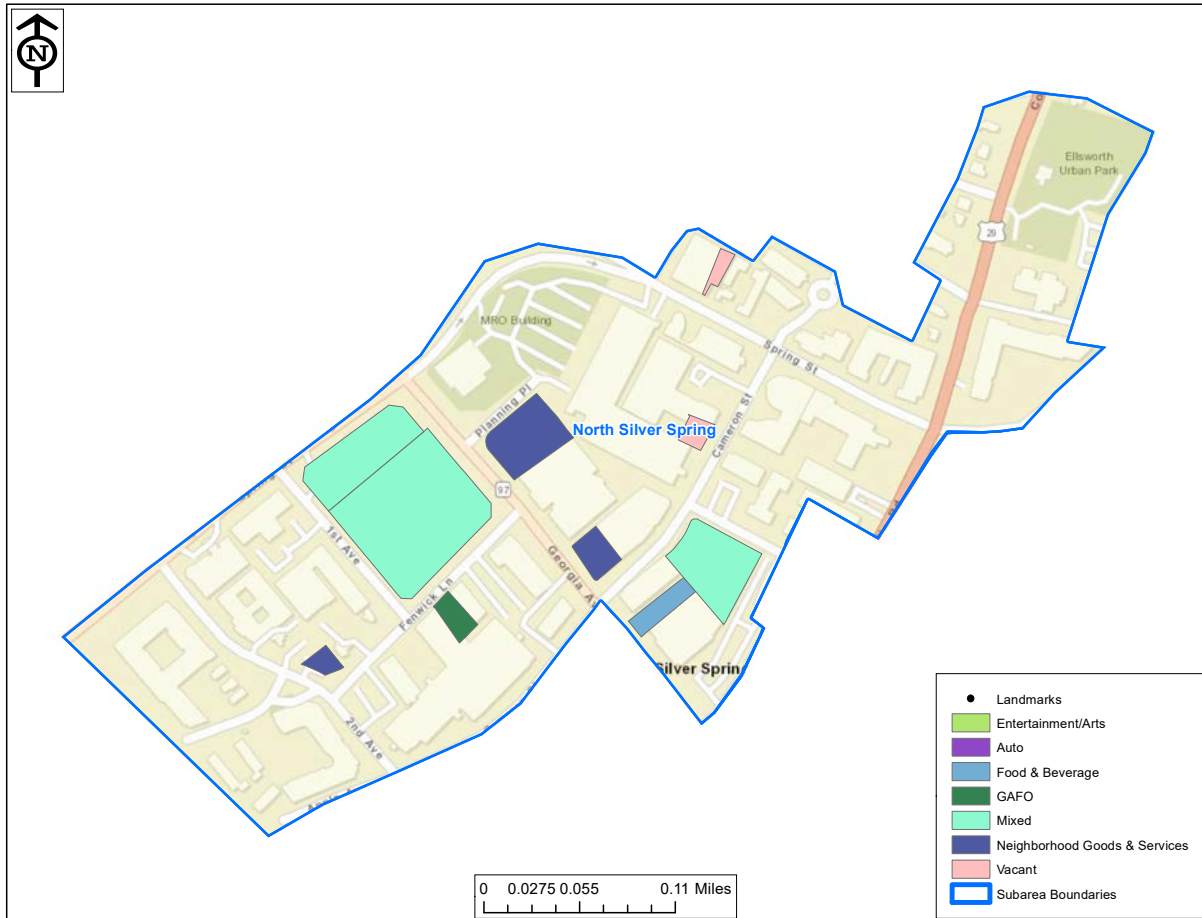 N
Co
Ellsworth
Urban Park
29
MRO Building
Spring St
Planning Pl
Cameron St
North Silver Spring
97
1st Ave
Georgia A
Fenwick Ln
Silver Spring
2nd Ave
Landmarks
Entertainment/Arts
Auto
Food & Beverage
GAFO
Mixed
Neighborhood Goods & Services
Vacant
Subarea Boundaries
0 0.0275 0.055 0.11 Miles